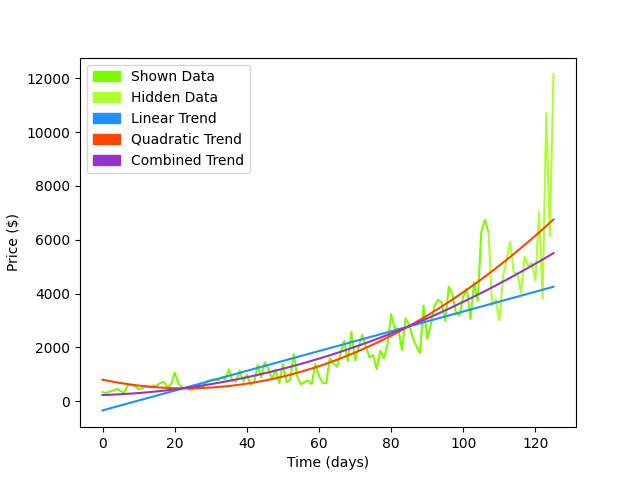 Shown Data
Hidden Data
Linear Trend
Quadratic Trend
Combined Trend
12000
10000
8000
6000
4000
2000
0
Price ($)
0 20 40 60 80 100 120
Time (days)